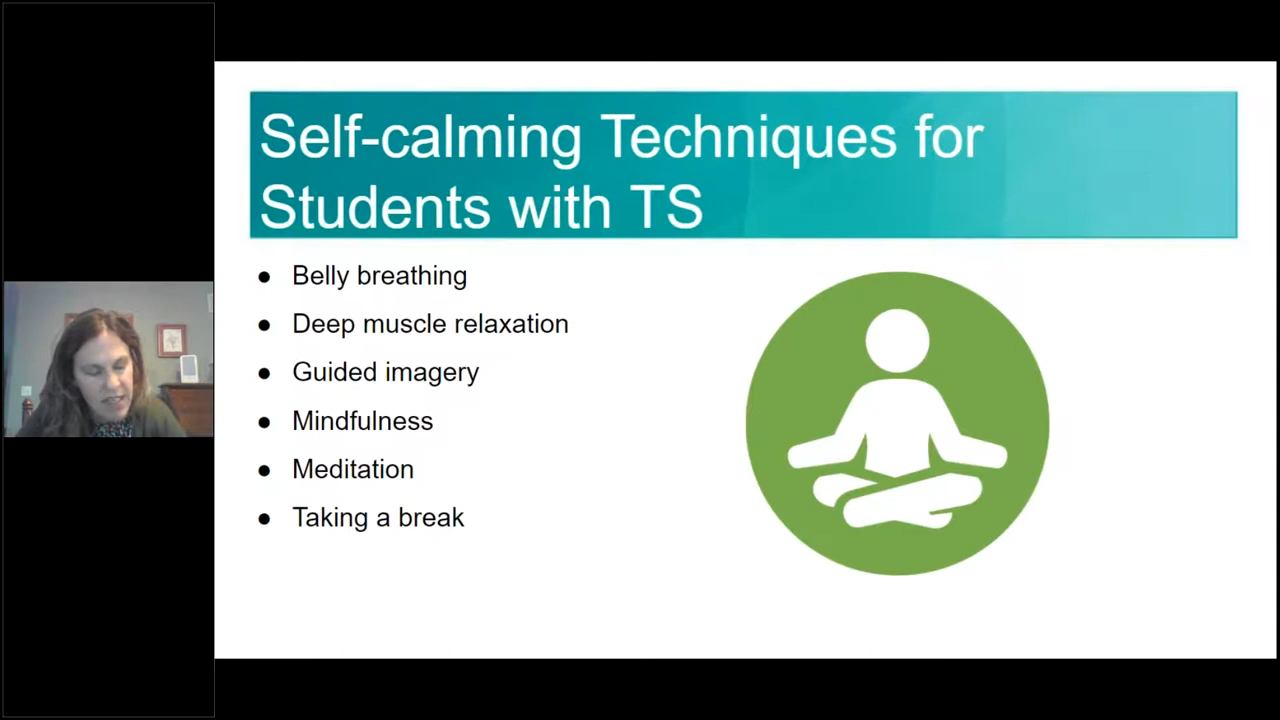 Self-calming Techniques for
Students with TS
● Belly breathing
● Deep muscle relaxation
● Guided imagery
● Mindfulness
● Meditation
● Taking a break